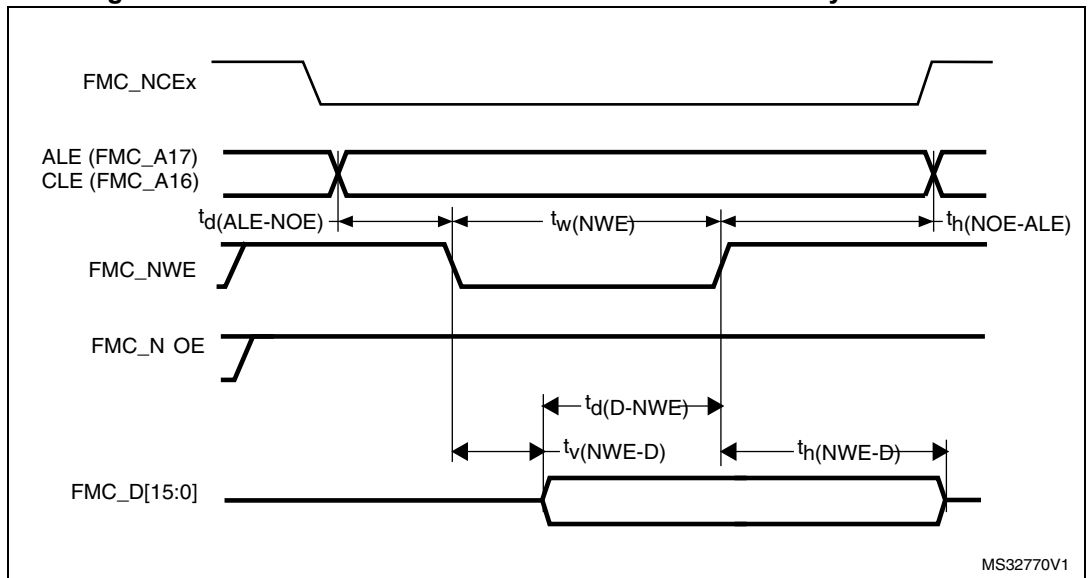 FMC_NCEx
ALE (FMC_A17)
CLE (FMC_A16)
td(ALE-NOE)
tw(NWE)
th(NOE-ALE)
FMC_NWE
FMC_N OE
td(D-NWE)
tv(NWE-D)
th(NWE-D)
FMC_D[15:0]
MS32770V1